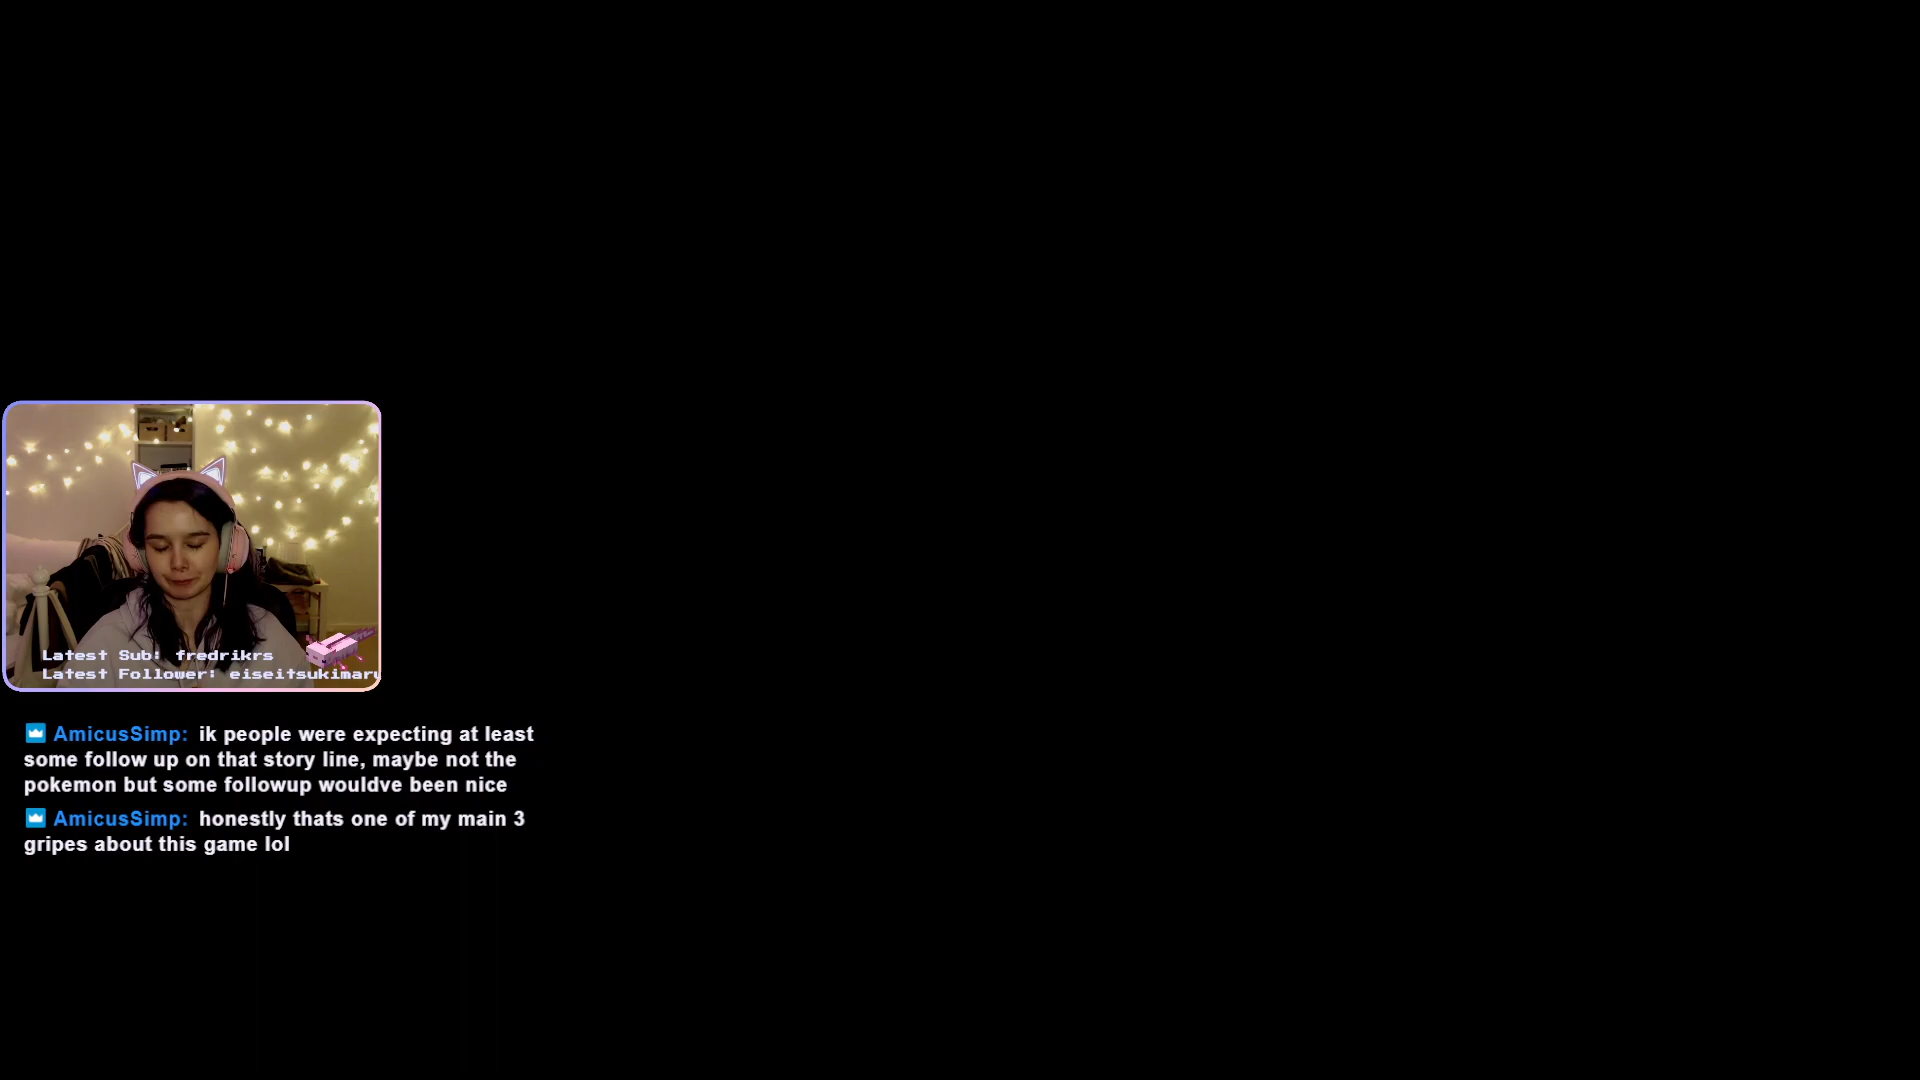 Latest Sub: fredrikrs
Latest Follower: eiseitsukimaru
AmicusSimp: ik people were expecting at least
some follow up on that story line, maybe not the
pokemon but some followup wouldve been nice
AmicusSimp: honestly thats one of my main 3
gripes about this game lol